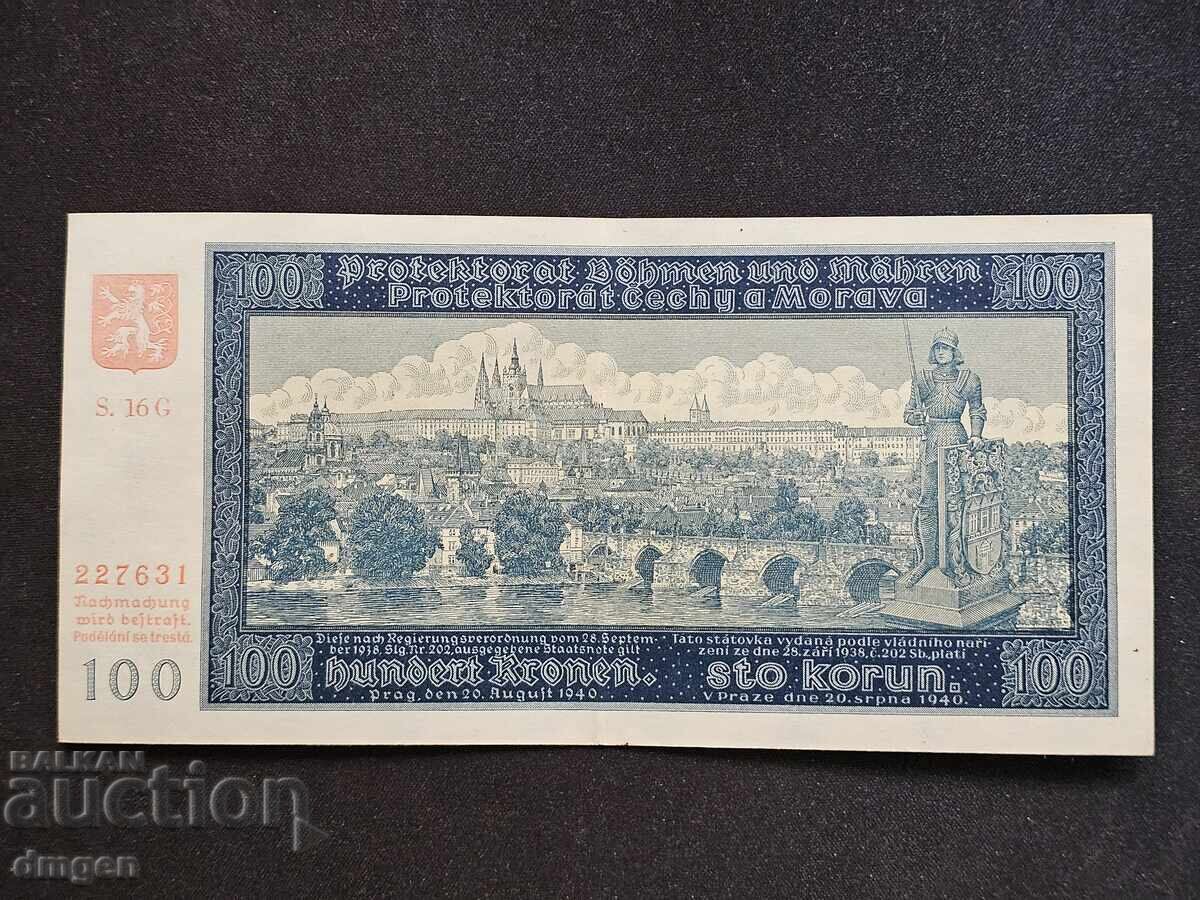 100
Protektorat Böhmen und Mähren
100
Protektorát Čechy a Morava
S. 16 G
227631
Nachmachung
wird bestraft.
Padělání se trestá.
100
100
Diese nach Regierungsverordnung vom 28. Septem-
ber 1938, Slg. Nr. 202, ausgegebene Staatsnote gilt
hundert Kronen.
Prag, den 20. August 1940.
Tato státovka vydaná podle vládního naří-
zení ze dne 28. září 1938, č. 202 Sb. platí
sto korun.
V Praze dne 20. srpna 1940.
100
BALKAN
auction
dmgen